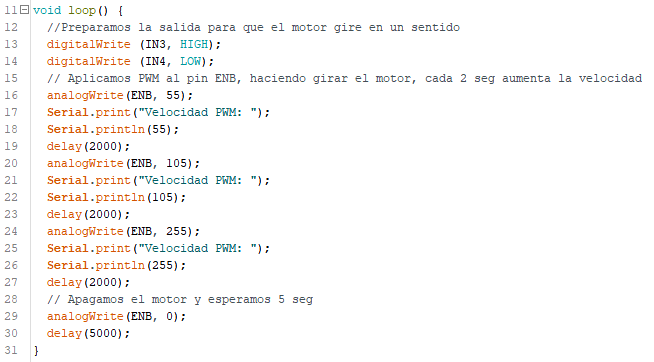 11 void loop() {
12 //Preparamos la salida para que el motor gire en un sentido
13 digitalWrite (IN3, HIGH);
14 digitalWrite (IN4, LOW);
15 // Aplicamos PWM al pin ENB, haciendo girar el motor, cada 2 seg aumenta la velocidad
16 analogWrite(ENB, 55);
17 Serial.print("Velocidad PWM: ");
18 Serial.println(55);
19 delay(2000);
20 analogWrite(ENB, 105);
21 Serial.print("Velocidad PWM: ");
22 Serial.println(105);
23 delay(2000);
24 analogWrite(ENB, 255);
25 Serial.print("Velocidad PWM: ");
26 Serial.println(255);
27 delay(2000);
28 // Apagamos el motor y esperamos 5 seg
29 analogWrite(ENB, 0);
30 delay(5000);
31 }